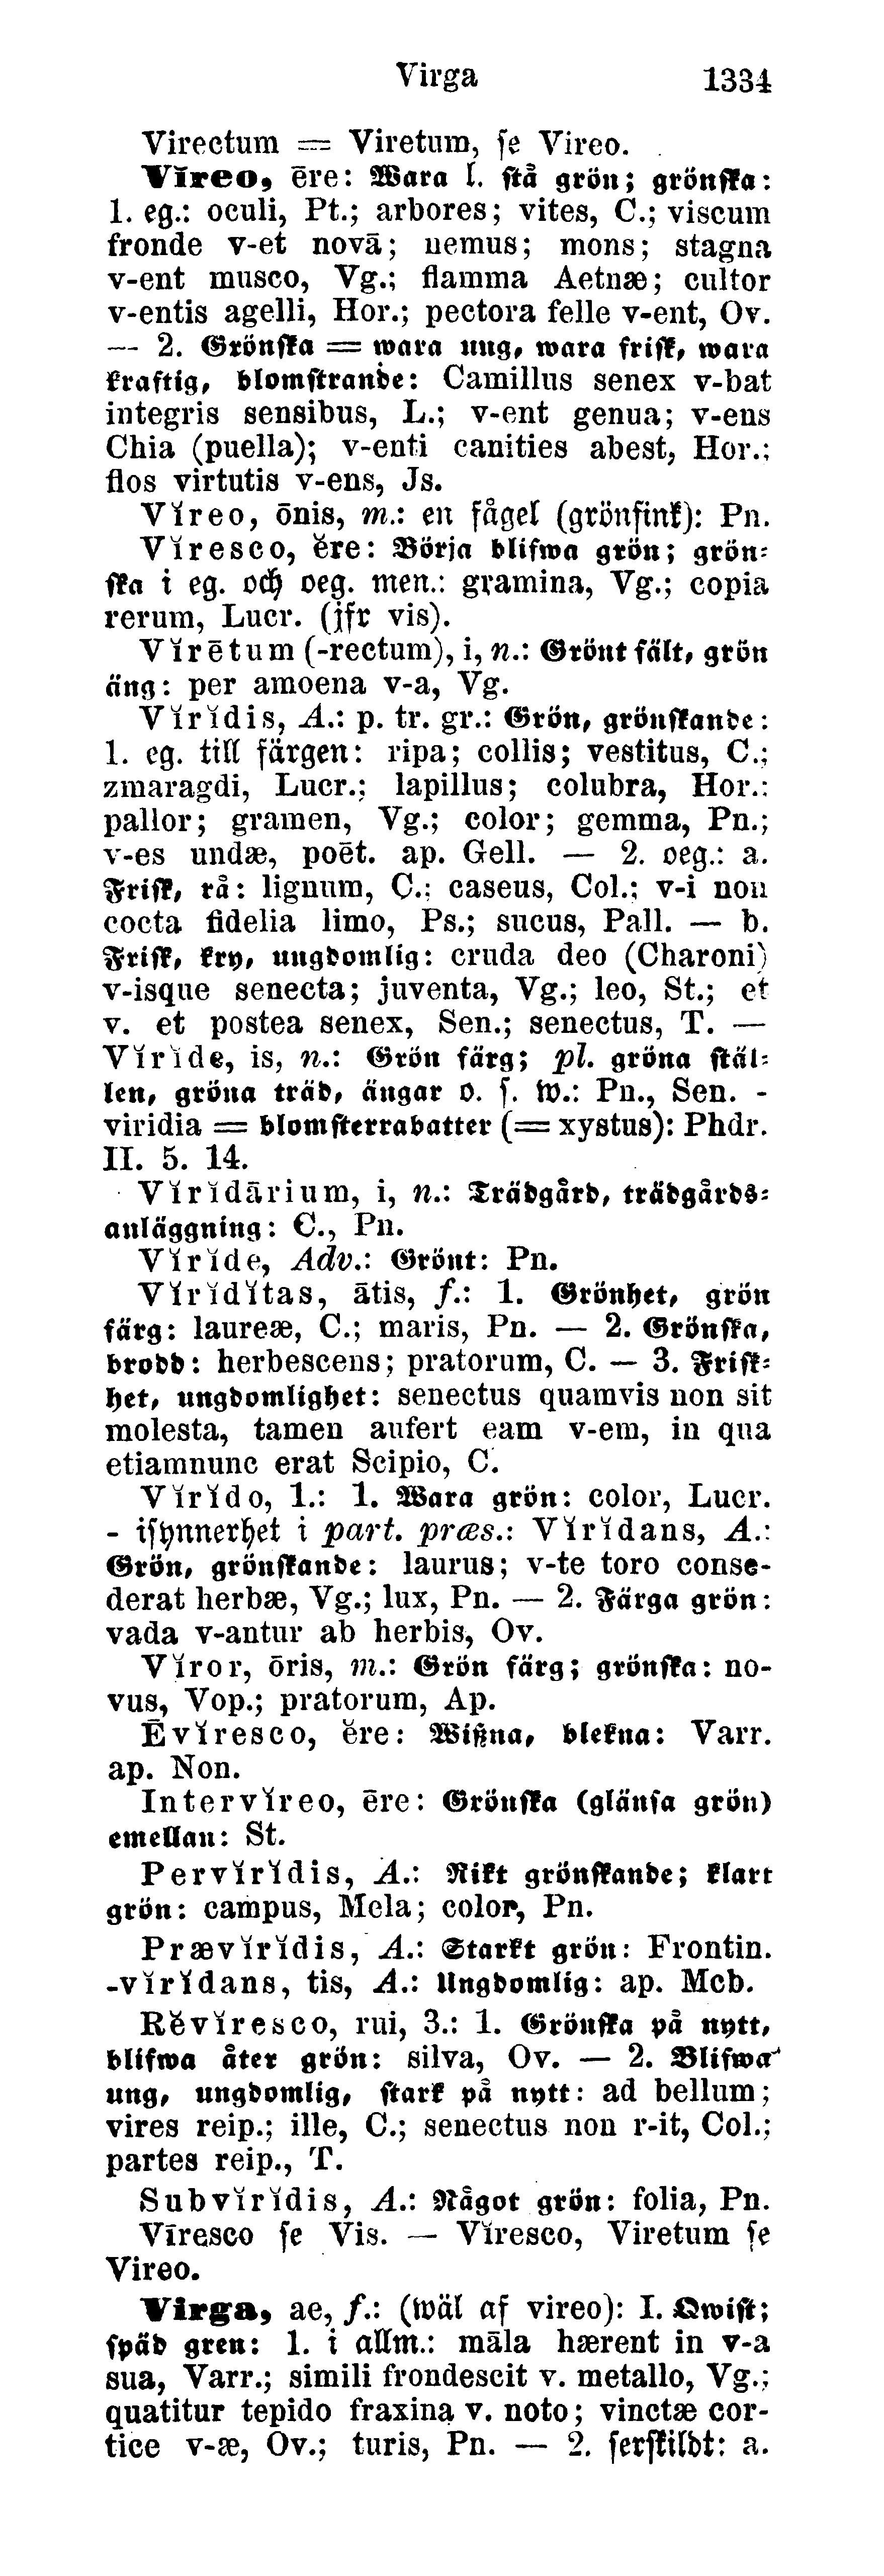 Virga 1334
Virectum = Viretum, se Vireo.
Vĭreo, ēre: Wara l. stå grön; grönska:
1. eg.: oculi, Pt.; arbores; vites, C.; viscum
fronde v-et novā; nemus; mons; stagna
v-ent musco, Vg.; flamma Aetnæ; cultor
v-entis agelli, Hor.; pectora felle v-ent, Ov.
— 2. Grönska = wara ung, wara frisk, wara
kraftig, blomstrande: Camillus senex v-bat
integris sensibus, L.; v-ent genua; v-ens
Chia (puella); v-enti canities abest, Hor.;
flos virtutis v-ens, Js.
Vĭreo, ōnis, m.: en fågel (grönfink): Pn.
Vĭresco, ĕre: Börja blifwa grön; grön-
ska i eg. och oeg. men.: gramina, Vg.; copia
rerum, Lucr. (jfr vis).
Vĭrētum (-rectum), i, n.: Grönt fält, grön
äng: per amoena v-a, Vg.
Vĭrĭdis, A.: p. tr. gr.: Grön, grönskande:
1. eg. till färgen: ripa; collis; vestitus, C.;
zmaragdi, Lucr.; lapillus; colubra, Hor.:
pallor; gramen, Vg.; color; gemma, Pn.;
v-es undæ, poēt. ap. Gell. — 2. oeg.: a.
Frisk, rå: lignum, C.; caseus, Col.; v-i non
cocta fidelia limo, Ps.; sucus, Pall. — b.
Frisk, kry, ungdomlig: cruda deo (Charoni)
v-isque senecta; juventa, Vg.; leo, St.; et
v. et postea senex, Sen.; senectus, T. —
Vĭrĭde, is, n.: Grön färg; pl. gröna stäl-
len, gröna träd, ängar o. s. w.: Pn., Sen. -
viridia = blomsterrabatter (= xystus): Phdr.
II. 5. 14.
Vĭrĭdārium, i, n.: Trädgård, trädgårds-
anläggning: C., Pn.
Vĭrĭde, Adv.: Grönt: Pn.
Vĭrĭdĭtas, ātis, f.: 1. Grönhet, grön
färg: laureæ, C.; maris, Pn. — 2. Grönska,
brodd: herbescens; pratorum, C. — 3. Frisk-
het, ungdomlighet: senectus quamvis non sit
molesta, tamen aufert eam v-em, in qua
etiamnunc erat Scipio, C.
Vĭrĭdo, 1.: 1. Wara grön: color, Lucr.
- isynnerhet i part. præs.: Vĭrĭdans, A.:
Grön, grönskande: laurus; v-te toro conse-
derat herbæ, Vg.; lux, Pn. — 2. Färga grön:
vada v-antur ab herbis, Ov.
Vĭror, ōris, m.: Grön färg; grönska: no-
vus, Vop.; pratorum, Ap.
Ēvĭresco, ĕre: Wißna, blekna: Varr.
ap. Non.
Intervĭreo, ēre: Grönska (glänsa grön)
emellan: St.
Pervĭrĭdis, A.: Rikt grönskande; klart
grön: campus, Mela; color, Pn.
Prævĭrĭdis, A.: Starkt grön: Frontin.
-vĭrĭdans, tis, A.: Ungdomlig: ap. Mcb.
Rĕvĭresco, rui, 3.: 1. Grönska på nytt,
blifwa åter grön: silva, Ov. — 2. Blifwa
ung, ungdomlig, stark på nytt: ad bellum;
vires reip.; ille, C.; senectus non r-it, Col.;
partes reip., T.
Subvĭrĭdis, A.: Något grön: folia, Pn.
Vīresco se Vis. — Vĭresco, Viretum se
Vireo.
Virga, ae, f.: (wäl af vireo): I. Qwist;
späd gren: 1. i allm.: māla hærent in v-a
sua, Varr.; simili frondescit v. metallo, Vg.;
quatitur tepido fraxina v. noto; vinctæ cor-
tice v-æ, Ov.; turis, Pn. — 2. serskildt: a.